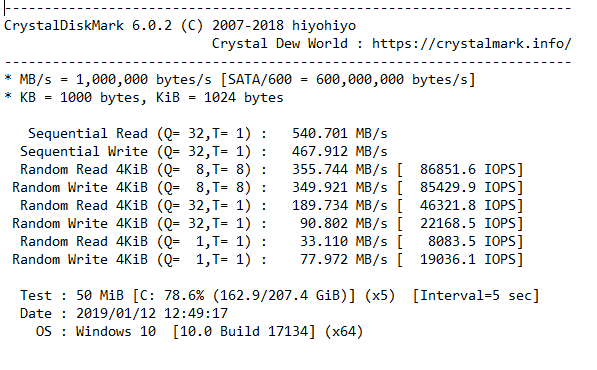 ------------------------------------------------------------------------
CrystalDiskMark 6.0.2 (C) 2007-2018 hiyohiyo
Crystal Dew World : https://crystalmark.info/
------------------------------------------------------------------------
* MB/s = 1,000,000 bytes/s [SATA/600 = 600,000,000 bytes/s]
* KB = 1000 bytes, KiB = 1024 bytes
Sequential Read (Q= 32,T= 1) :   540.701 MB/s
Sequential Write (Q= 32,T= 1) :   467.912 MB/s
Random Read 4KiB (Q=  8,T= 8) :   355.744 MB/s [  86851.6 IOPS]
Random Write 4KiB (Q=  8,T= 8) :   349.921 MB/s [  85429.9 IOPS]
Random Read 4KiB (Q= 32,T= 1) :   189.734 MB/s [  46321.8 IOPS]
Random Write 4KiB (Q= 32,T= 1) :    90.802 MB/s [  22168.5 IOPS]
Random Read 4KiB (Q=  1,T= 1) :    33.110 MB/s [   8083.5 IOPS]
Random Write 4KiB (Q=  1,T= 1) :    77.972 MB/s [  19036.1 IOPS]
Test : 50 MiB [C: 78.6% (162.9/207.4 GiB)] (x5)  [Interval=5 sec]
Date : 2019/01/12 12:49:17
OS : Windows 10  [10.0 Build 17134] (x64)